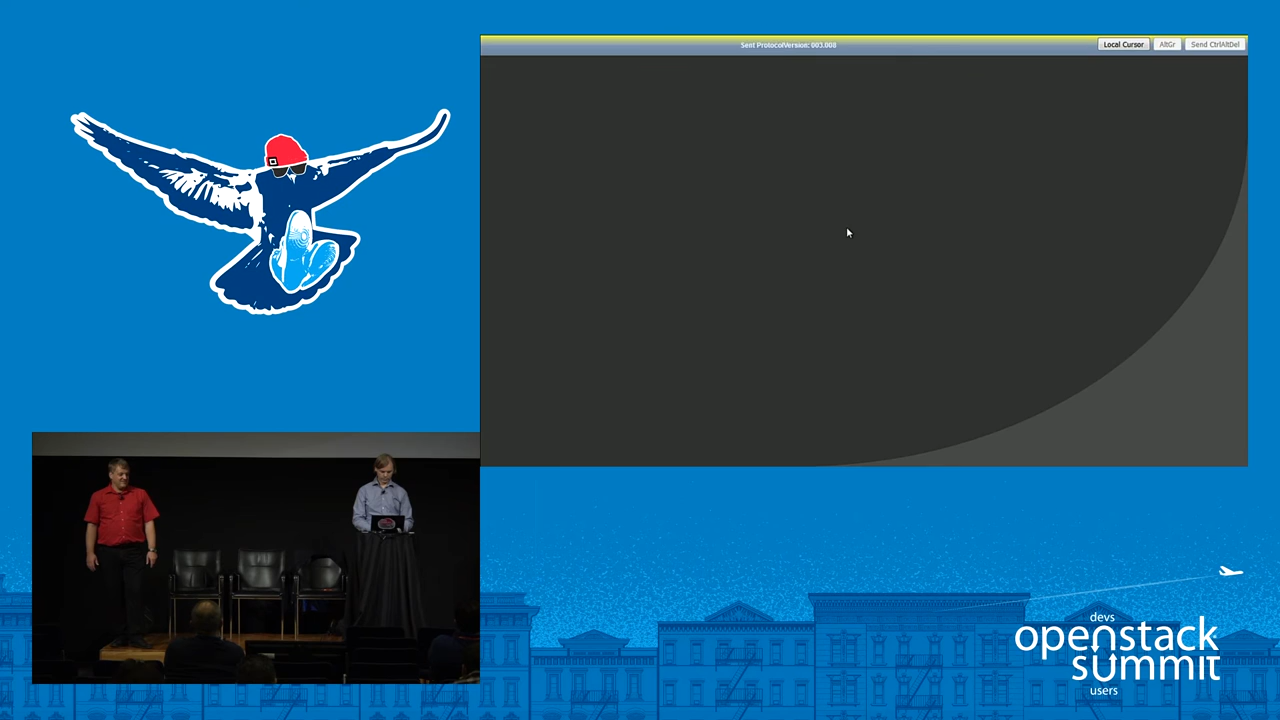 Sent ProtocolVersion: 003.008
Local Cursor
AltGr
Send CtrlAltDel
devs
openstack
summit
users